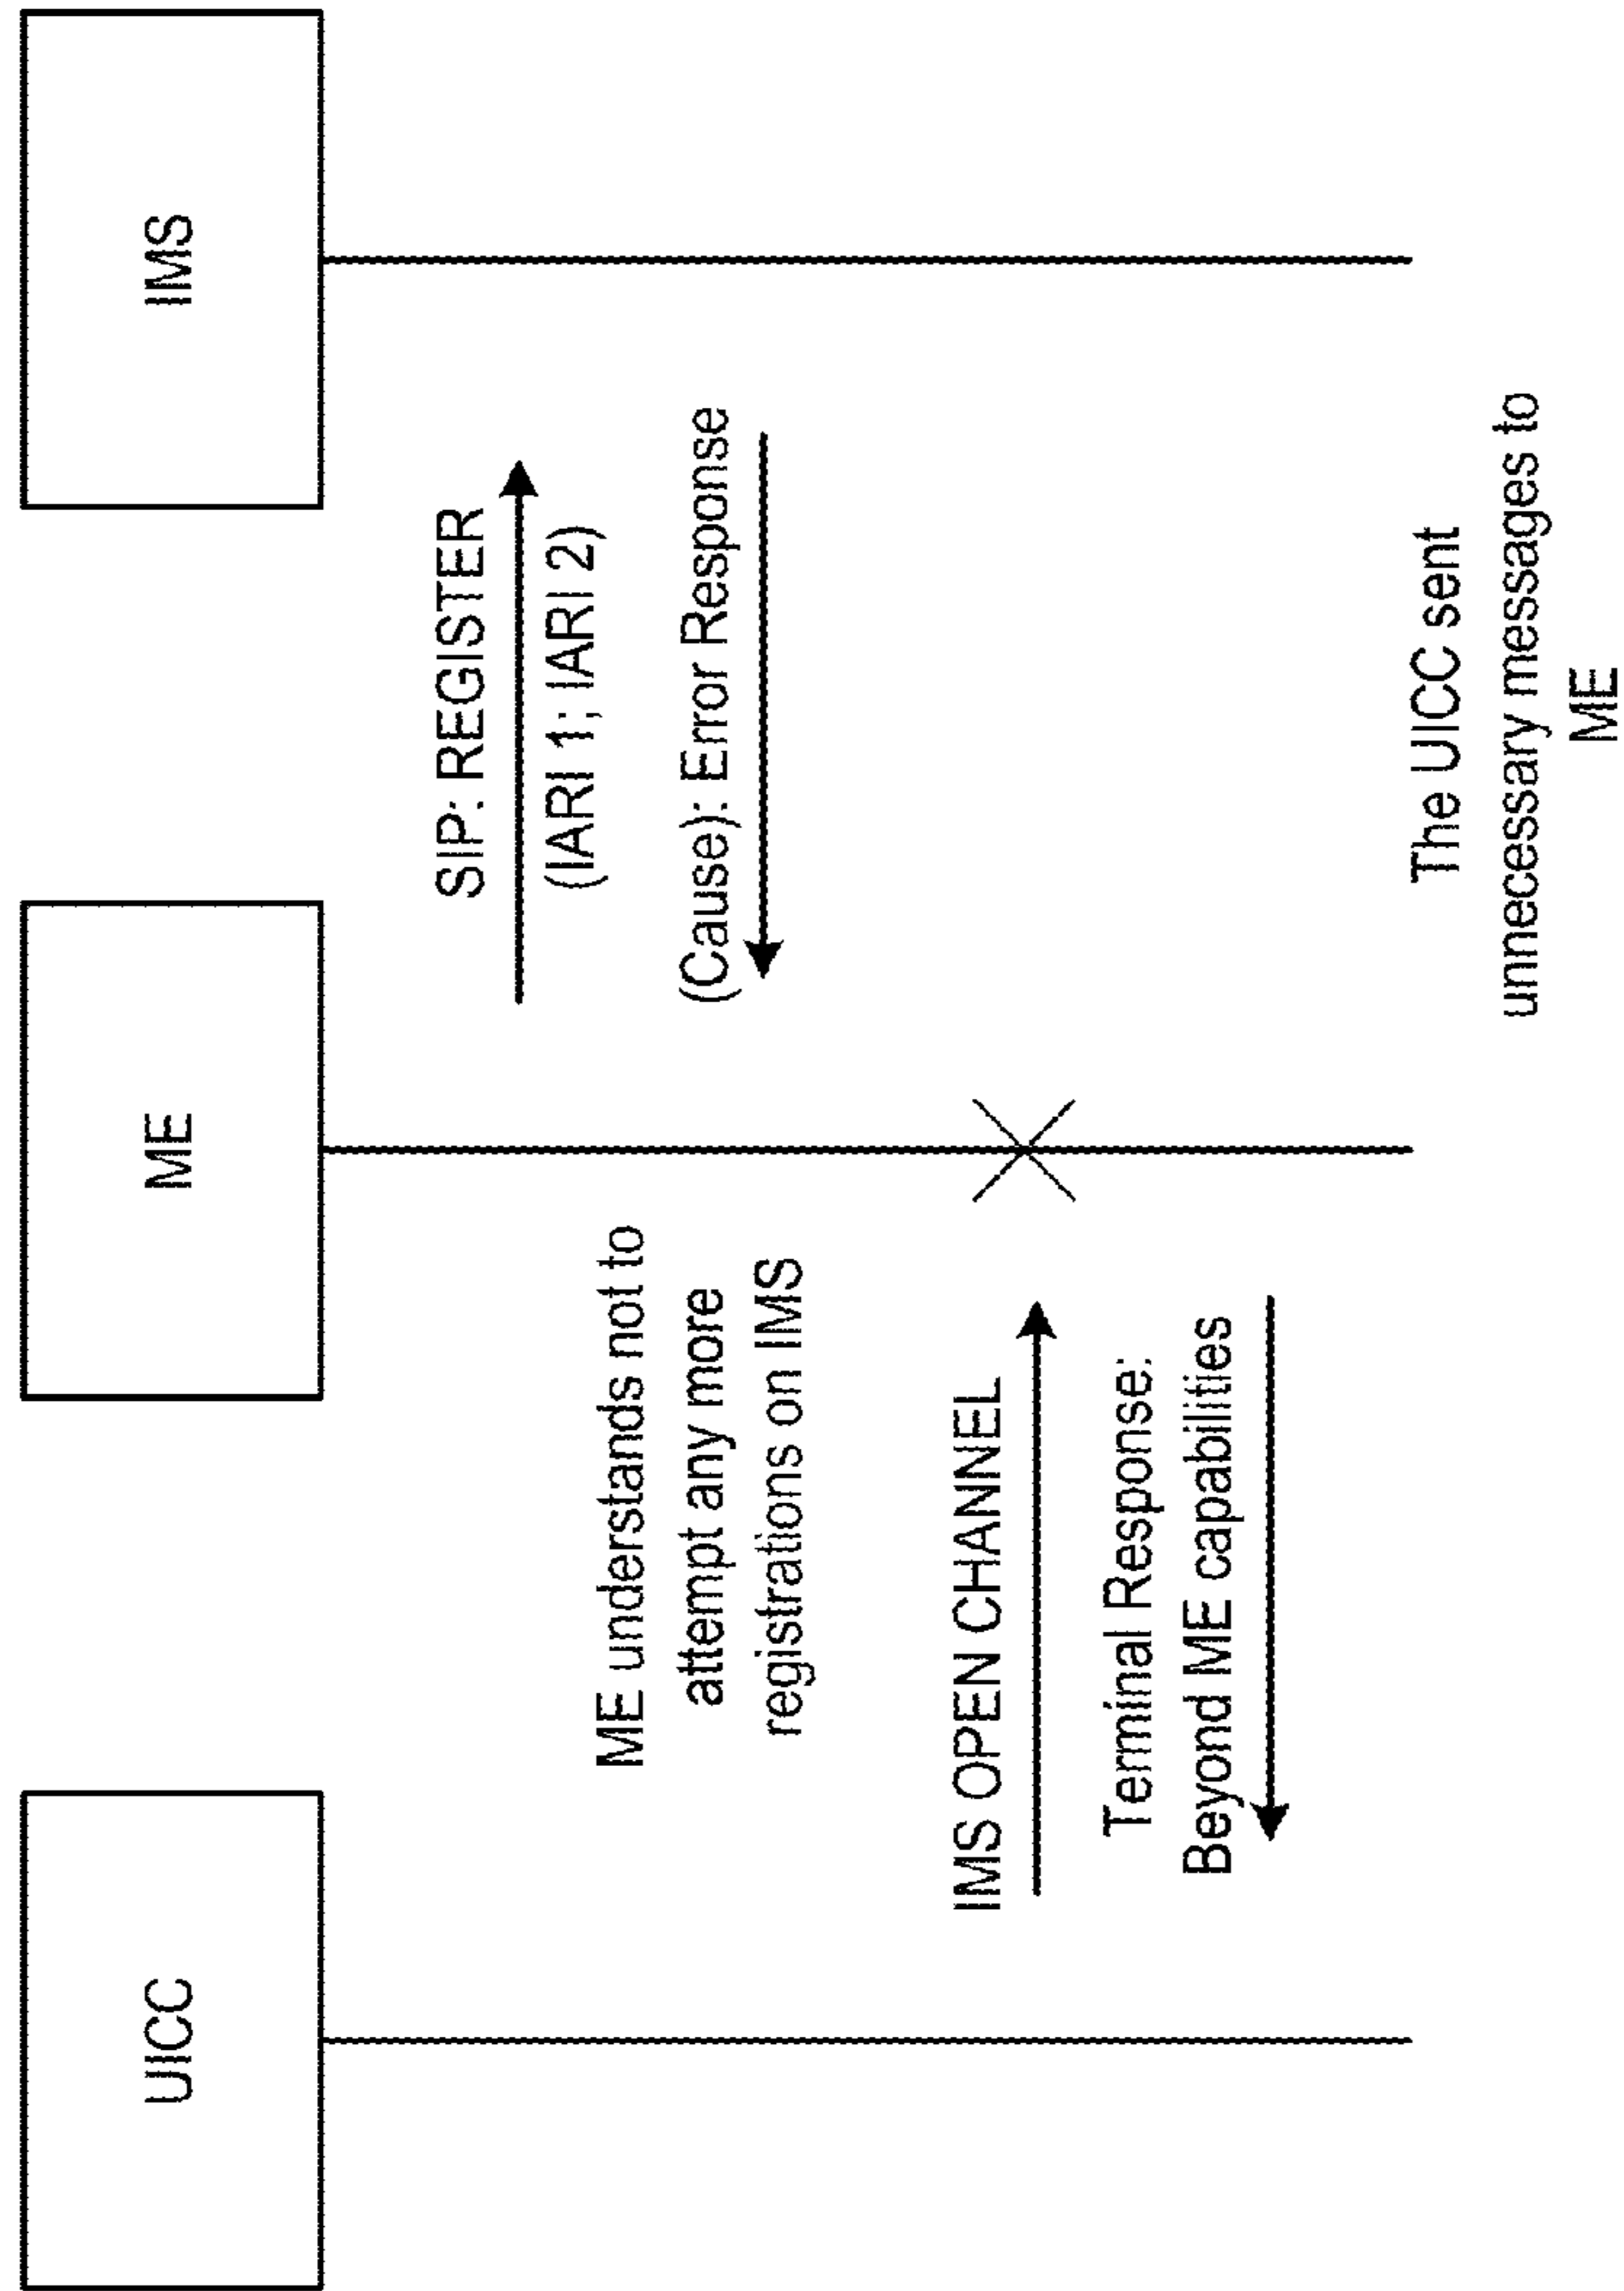 UICC
ME
IMS
SIP: REGISTER
(IARI 1; IARI 2)
ME understands not to
attempt any more
registrations on IMS
(Cause): Error Response
IMS OPEN CHANNEL
Terminal Response:
Beyond ME capabilities
The UICC sent
unnecessary messages to
ME